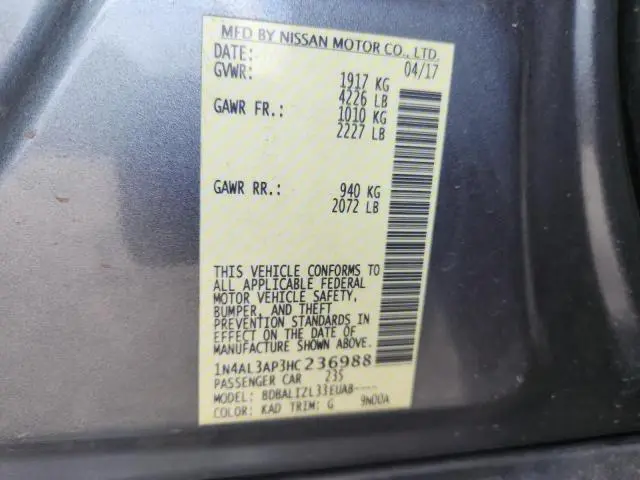 MFD BY NISSAN MOTOR CO., LTD.
DATE: 04/17
GVWR: 1917 KG
4226 LB
GAWR FR.: 1010 KG
2227 LB
GAWR RR.: 940 KG
2072 LB
THIS VEHICLE CONFORMS TO
ALL APPLICABLE FEDERAL
MOTOR VEHICLE SAFETY,
BUMPER, AND THEFT
PREVENTION STANDARDS IN
EFFECT ON THE DATE OF
MANUFACTURE SHOWN ABOVE.
1N4AL3AP3HC236988
PASSENGER CAR 235
MODEL: BDBALIZL33EUAB----
COLOR: KAD TRIM: G 9ND0A